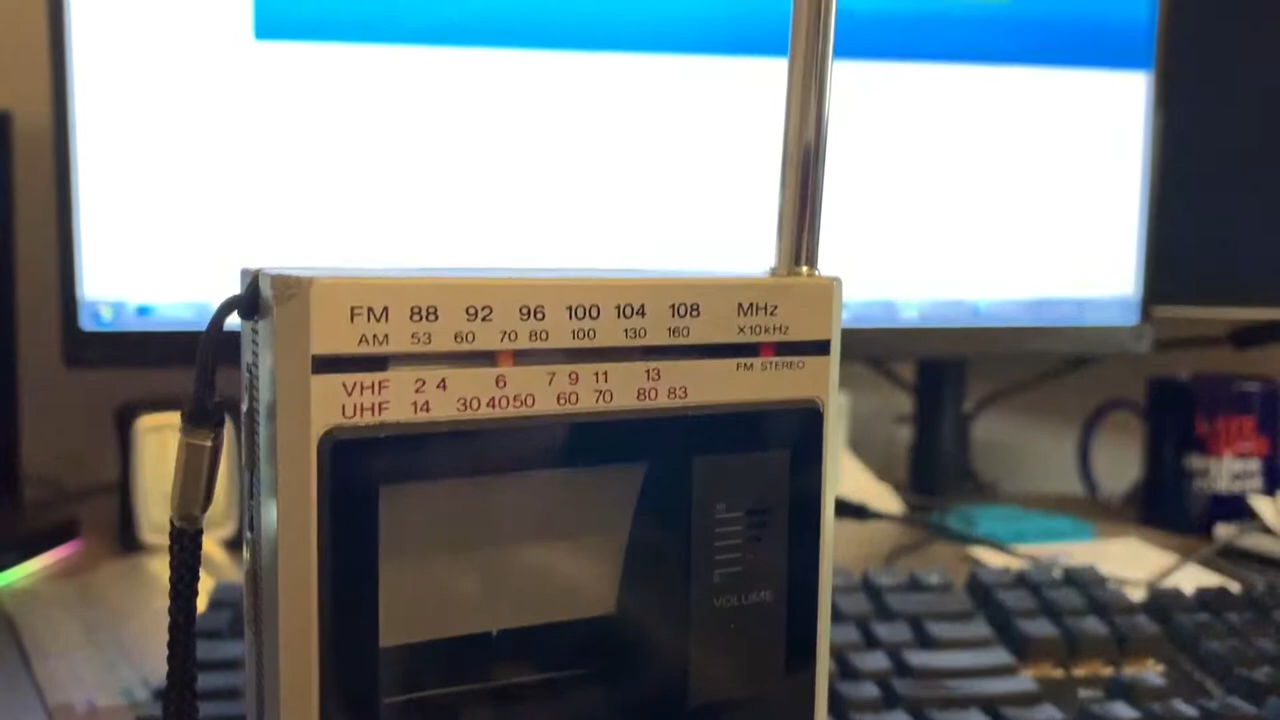 FM 88 92 96 100 104 108 MHz
AM 53 60 70 80 100 130 160 X10kHz
FM STEREO
VHF 2 4 6 7 9 11 13
UHF 14 30 40 50 60 70 80 83
VOLUME